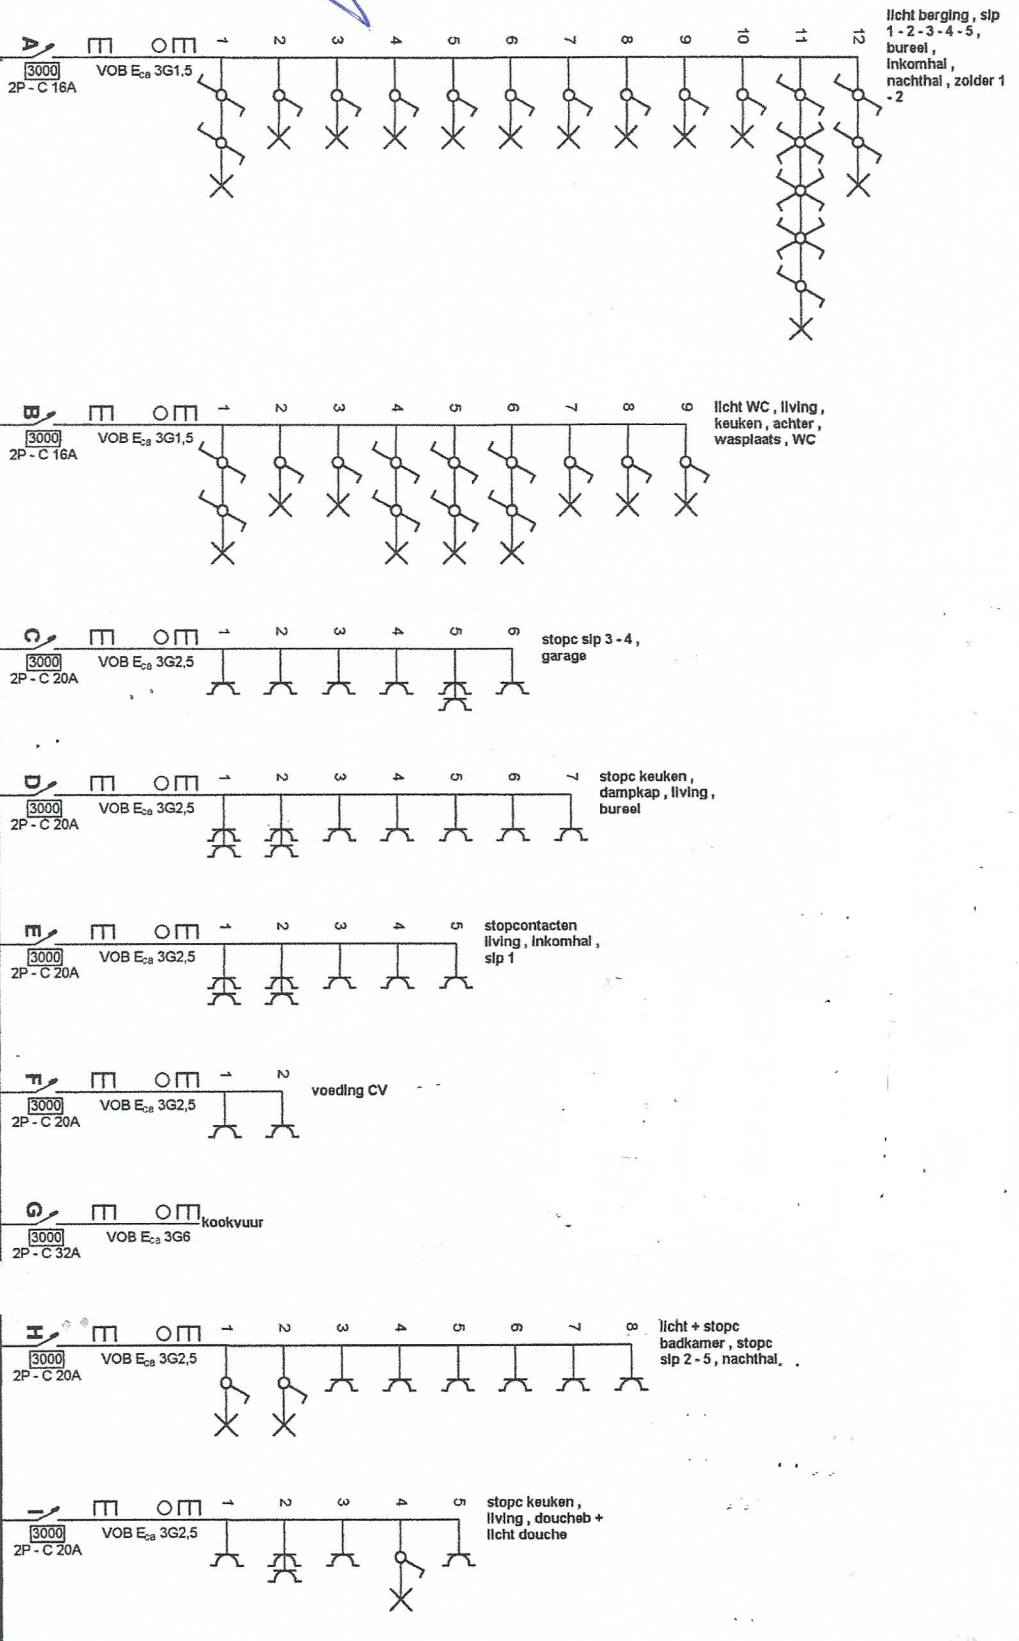 licht berging , slp
1 - 2 - 3 - 4 - 5 ,
bureel ,
inkomhal ,
nachthal , zolder 1
- 2
A 1 2 3 4 5 6 7 8 9 10 11 12
3000 VOB Eca 3G1,5
2P - C 16A
B 1 2 3 4 5 6 7 8 9
licht WC , living ,
keuken , achter ,
wasplaats , WC
3000 VOB Eca 3G1,5
2P - C 16A
C 1 2 3 4 5 6
stopc slp 3 - 4 ,
garage
3000 VOB Eca 3G2,5
2P - C 20A
D 1 2 3 4 5 6 7
stopc keuken ,
dampkap , living ,
bureel
3000 VOB Eca 3G2,5
2P - C 20A
E 1 2 3 4 5
stopcontacten
living , inkomhal ,
slp 1
3000 VOB Eca 3G2,5
2P - C 20A
F 1 2
voeding CV
3000 VOB Eca 3G2,5
2P - C 20A
G
kookvuur
3000 VOB Eca 3G6
2P - C 32A
H 1 2 3 4 5 6 7 8
licht + stopc
badkamer , stopc
slp 2 - 5 , nachthal
3000 VOB Eca 3G2,5
2P - C 20A
I 1 2 3 4 5
stopc keuken ,
living , doucheb +
licht douche
3000 VOB Eca 3G2,5
2P - C 20A